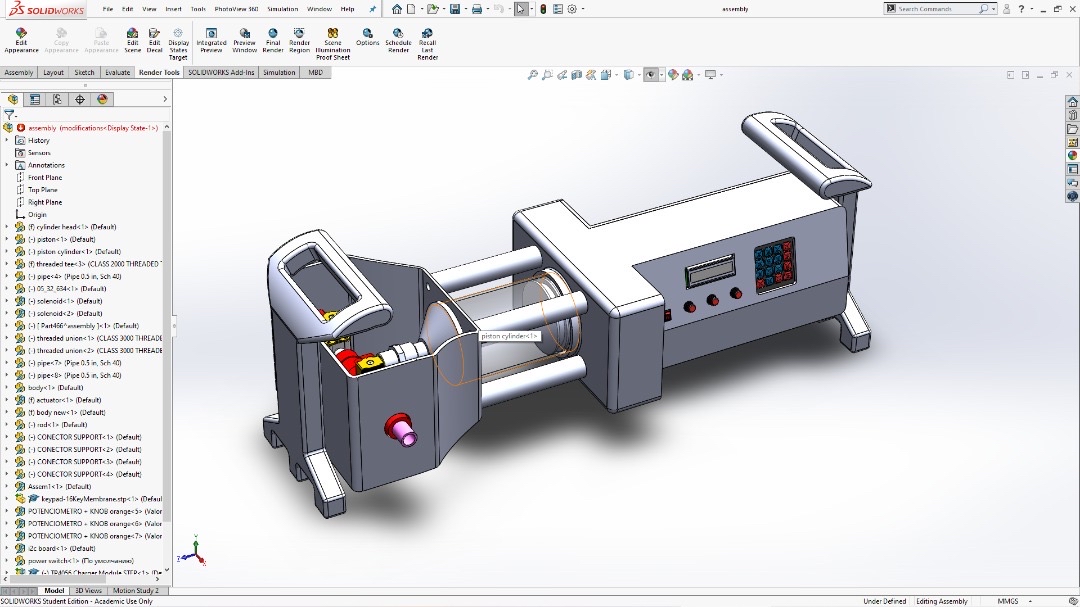 SOLIDWORKS File Edit View Insert Tools PhotoView 360 Simulation Window Help assembly Search Commands
Edit Appearance Copy Appearance Paste Appearance Edit Scene Edit Decal Display States Target Integrated Preview Preview Window Final Render Render Region Scene Illumination Proof Sheet Options Schedule Render Recall Last Render
Assembly Layout Sketch Evaluate Render Tools SOLIDWORKS Add-Ins Simulation MBD
assembly (modifications<Display State-1>)
History
Sensors
Annotations
Front Plane
Top Plane
Right Plane
Origin
(f) cylinder head<1> (Default)
(-) piston<1> (Default)
(-) piston cylinder<1> (Default)
(f) threaded tee<3> (CLASS 2000 THREADED T
(-) pipe<4> (Pipe 0.5 in, Sch 40)
(-) 05_32_634<1> (Default)
(-) solenoid<1> (Default)
(-) solenoid<2> (Default)
(-) [ Part466^assembly ]<1> (Default)
(-) threaded union<1> (CLASS 3000 THREADE
(-) threaded union<2> (CLASS 3000 THREADE
(-) pipe<7> (Pipe 0.5 in, Sch 40)
(-) pipe<8> (Pipe 0.5 in, Sch 40)
body<1> (Default)
(f) actuator<1> (Default)
(f) body new<1> (Default)
(-) rod<1> (Default)
(-) CONECTOR SUPPORT<1> (Default)
(-) CONECTOR SUPPORT<2> (Default)
(-) CONECTOR SUPPORT<3> (Default)
(-) CONECTOR SUPPORT<4> (Default)
Assem1<1> (Default)
keypad-16KeyMembrane.stp<1> (Defaul
POTENCIOMETRO + KNOB orange<5> (Valor
POTENCIOMETRO + KNOB orange<6> (Valor
POTENCIOMETRO + KNOB orange<7> (Valor
i2c board<1> (Default)
power switch<1> (По умолчанию)
(-) TP4056 Charger Module STEP<1> (De
piston cylinder<1>
Model 3D Views Motion Study 2
SOLIDWORKS Student Edition - Academic Use Only Under Defined Editing Assembly MMGS